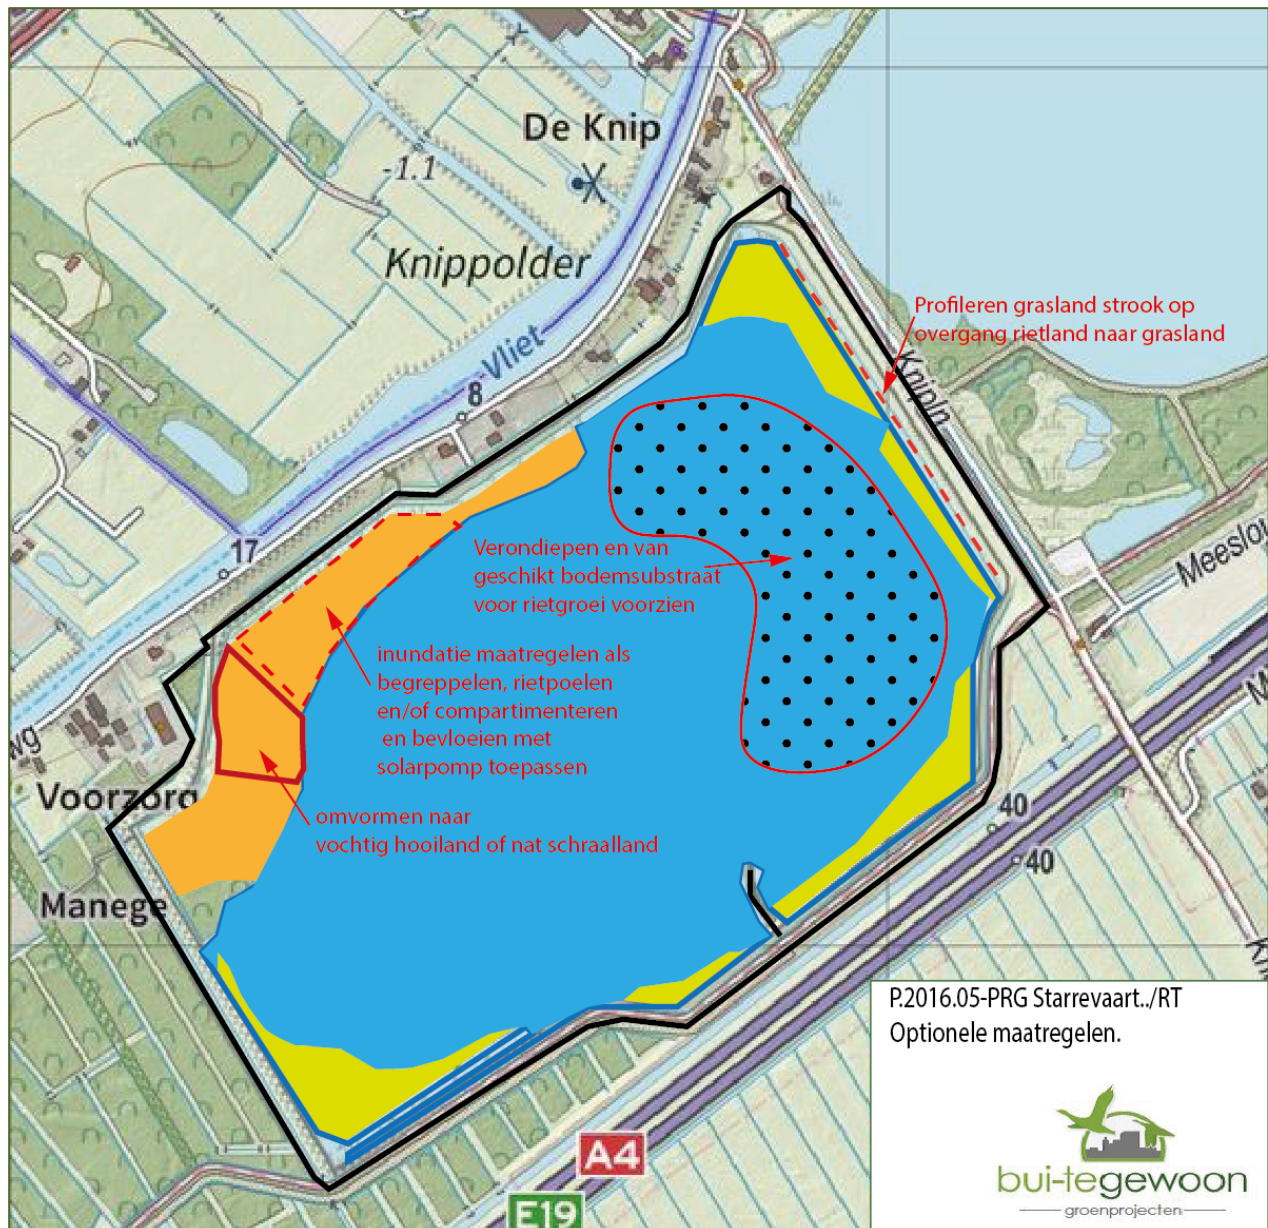 De Knip
-1.1
Knippolder
Vliet
8
17
Profileren grasland strook op
overgang rietland naar grasland
Knipln
Meeslou
Verondiepen en van
geschikt bodemsubstraat
voor rietgroei voorzien
inundatie maatregelen als
begreppelen, rietpoelen
en/of compartimenteren
en bevloeien met
solarpomp toepassen
wg
Voorzorg
omvormen naar
vochtig hooiland of nat schraalland
40
40
Manege
M
Kn
P.2016.05-PRG Starrevaart../RT
Optionele maatregelen.
A4
E19
bui-tegewoon
groenprojecten